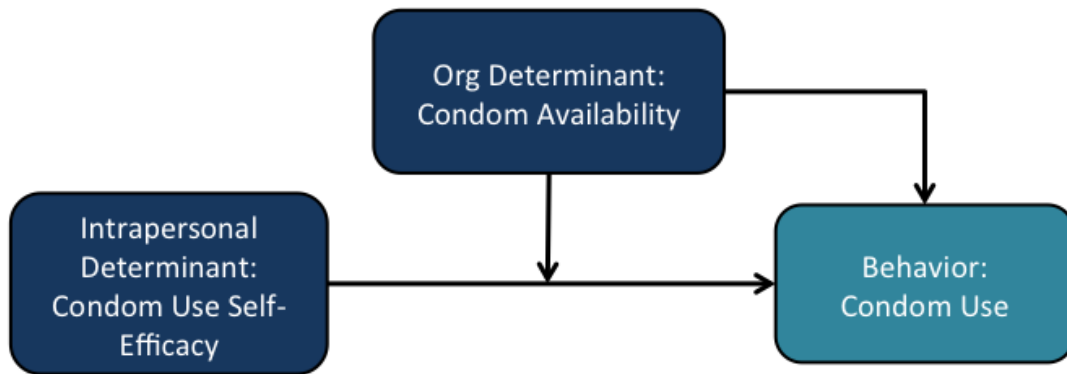 Org Determinant:
Condom Availability
Intrapersonal
Determinant:
Condom Use Self-
Efficacy
Behavior:
Condom Use